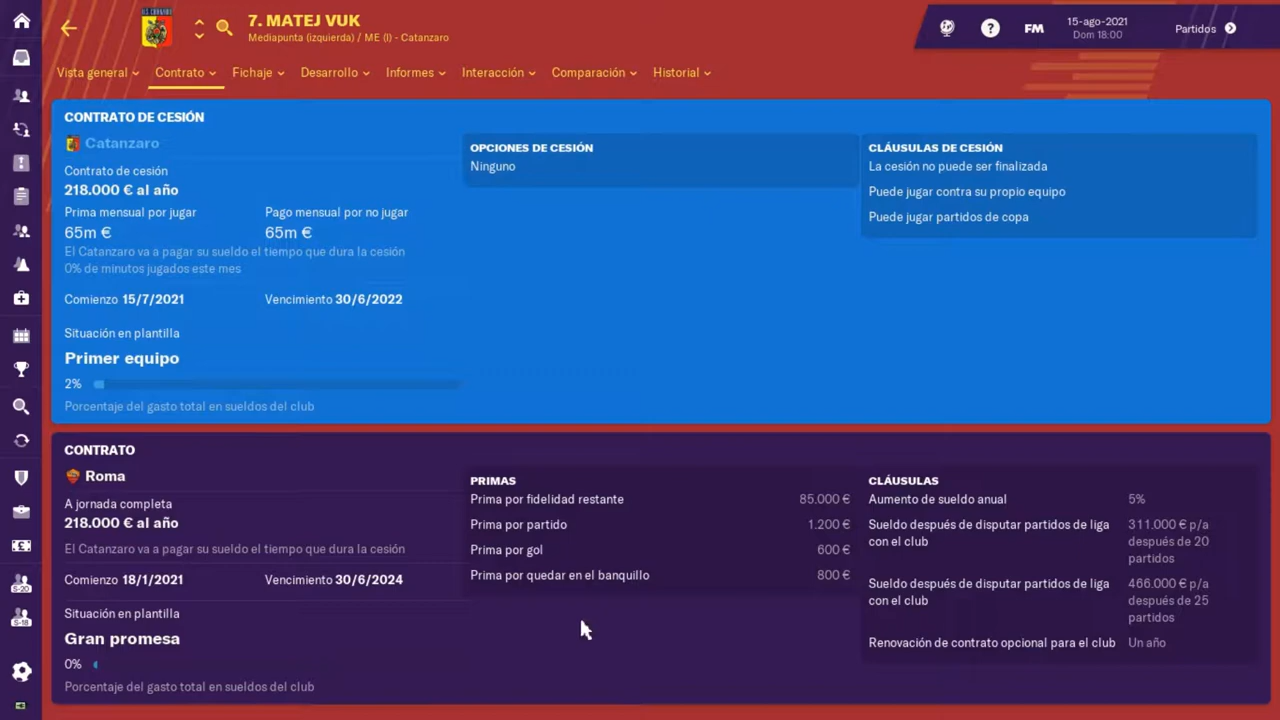 7. MATEJ VUK
Mediapunta (izquierda) / ME (I) - Catanzaro
FM
15-ago-2021
Dom 18:00
Partidos
Vista general
Contrato
Fichaje
Desarrollo
Informes
Interacción
Comparación
Historial
CONTRATO DE CESIÓN
Catanzaro
Contrato de cesión
218.000 € al año
Prima mensual por jugar
Pago mensual por no jugar
65m €
65m €
El Catanzaro va a pagar su sueldo el tiempo que dura la cesión
0% de minutos jugados este mes
Comienzo 15/7/2021
Vencimiento 30/6/2022
Situación en plantilla
Primer equipo
2%
Porcentaje del gasto total en sueldos del club
OPCIONES DE CESIÓN
Ninguno
CLÁUSULAS DE CESIÓN
La cesión no puede ser finalizada
Puede jugar contra su propio equipo
Puede jugar partidos de copa
CONTRATO
Roma
A jornada completa
218.000 € al año
El Catanzaro va a pagar su sueldo el tiempo que dura la cesión
Comienzo 18/1/2021
Vencimiento 30/6/2024
Situación en plantilla
Gran promesa
0%
Porcentaje del gasto total en sueldos del club
PRIMAS
Prima por fidelidad restante 85.000 €
Prima por partido 1.200 €
Prima por gol 600 €
Prima por quedar en el banquillo 800 €
CLÁUSULAS
Aumento de sueldo anual 5%
Sueldo después de disputar partidos de liga 311.000 € p/a
con el club después de 20
partidos
Sueldo después de disputar partidos de liga 466.000 € p/a
con el club después de 25
partidos
Renovación de contrato opcional para el club Un año
S-20
S-18